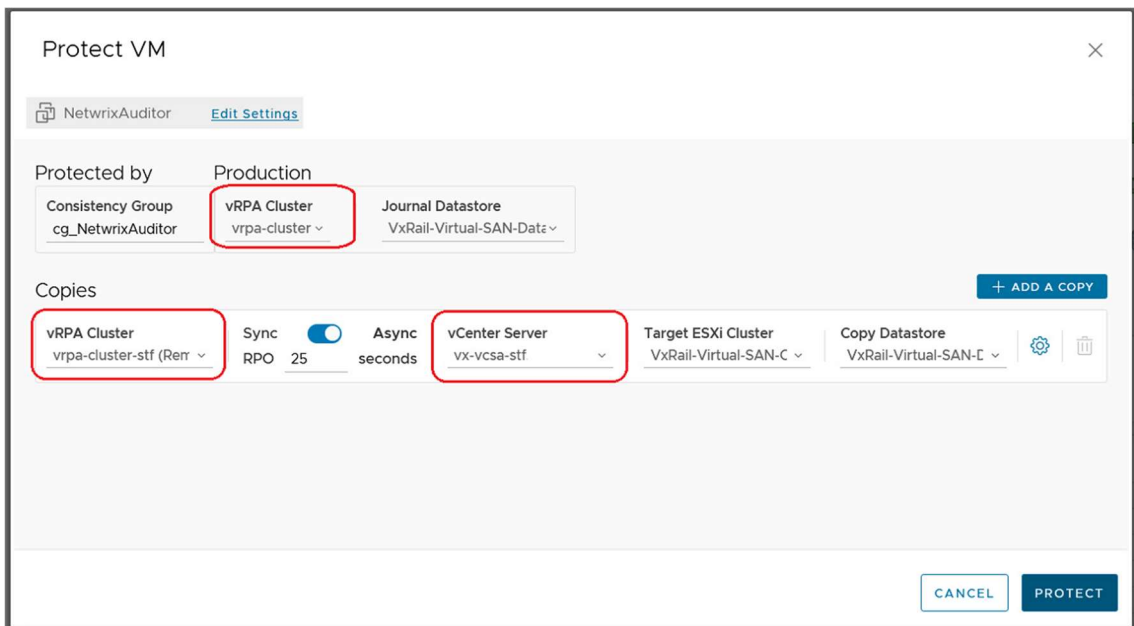 Protect VM
NetwrixAuditor Edit Settings
Protected by Production
Consistency Group vRPA Cluster Journal Datastore
cg_NetwrixAuditor vrpa-cluster VxRail-Virtual-SAN-Data
Copies + ADD A COPY
vRPA Cluster Sync Async vCenter Server Target ESXi Cluster Copy Datastore
vrpa-cluster-stf (Rem RPO 25 seconds vx-vcsa-stf VxRail-Virtual-SAN-C VxRail-Virtual-SAN-D
CANCEL PROTECT